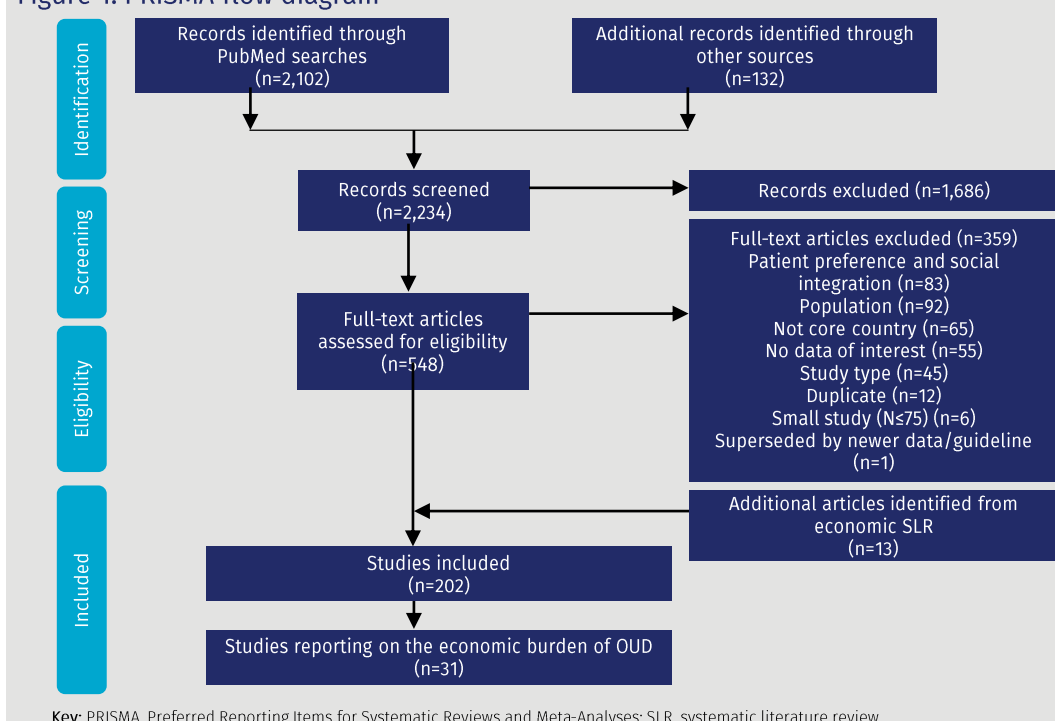 Figure 1. PRISMA flow diagram
Identification
Records identified through
PubMed searches
(n=2,102)
Additional records identified through
other sources
(n=132)
Screening
Records screened
(n=2,234)
Records excluded (n=1,686)
Eligibility
Full-text articles
assessed for eligibility
(n=548)
Full-text articles excluded (n=359)
Patient preference and social
integration (n=83)
Population (n=92)
Not core country (n=65)
No data of interest (n=55)
Study type (n=45)
Duplicate (n=12)
Small study (N≤75) (n=6)
Superseded by newer data/guideline
(n=1)
Additional articles identified from
economic SLR
(n=13)
Included
Studies included
(n=202)
Studies reporting on the economic burden of OUD
(n=31)
Key: PRISMA, Preferred Reporting Items for Systematic Reviews and Meta-Analyses; SLR, systematic literature review